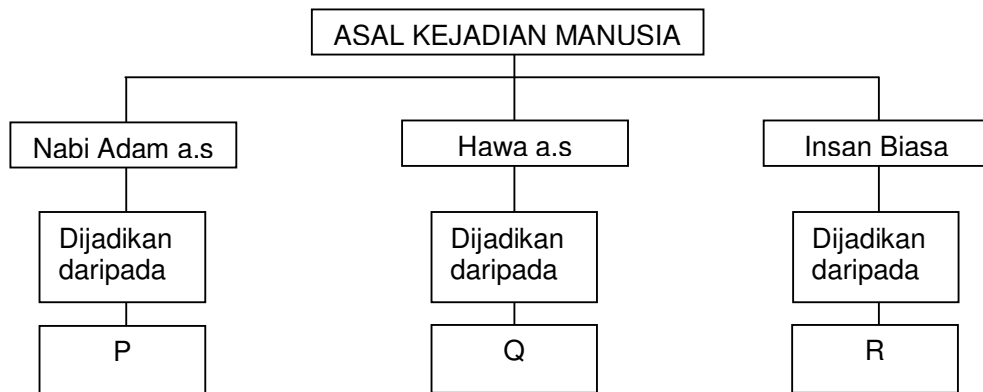 ASAL KEJADIAN MANUSIA
Nabi Adam a.s
Hawa a.s
Insan Biasa
Dijadikan
daripada
Dijadikan
daripada
Dijadikan
daripada
P
Q
R